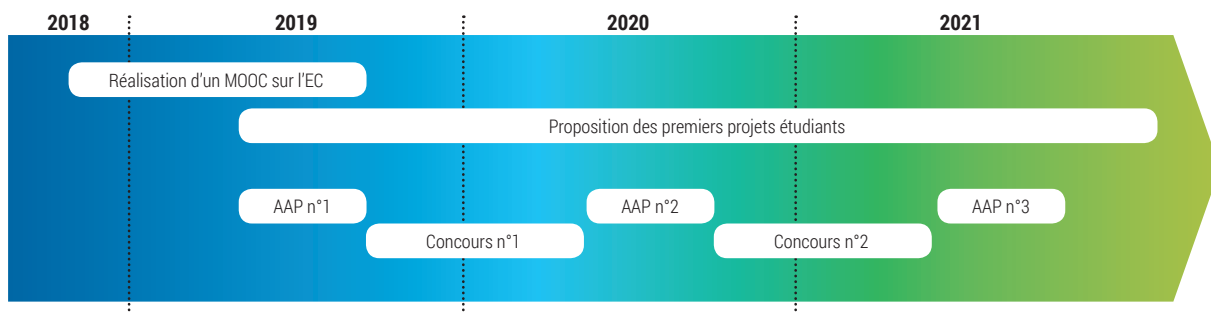 2018
2019
2020
2021
Réalisation d'un MOOC sur l'EC
Proposition des premiers projets étudiants
AAP n°1
AAP n°2
AAP n°3
Concours n°1
Concours n°2